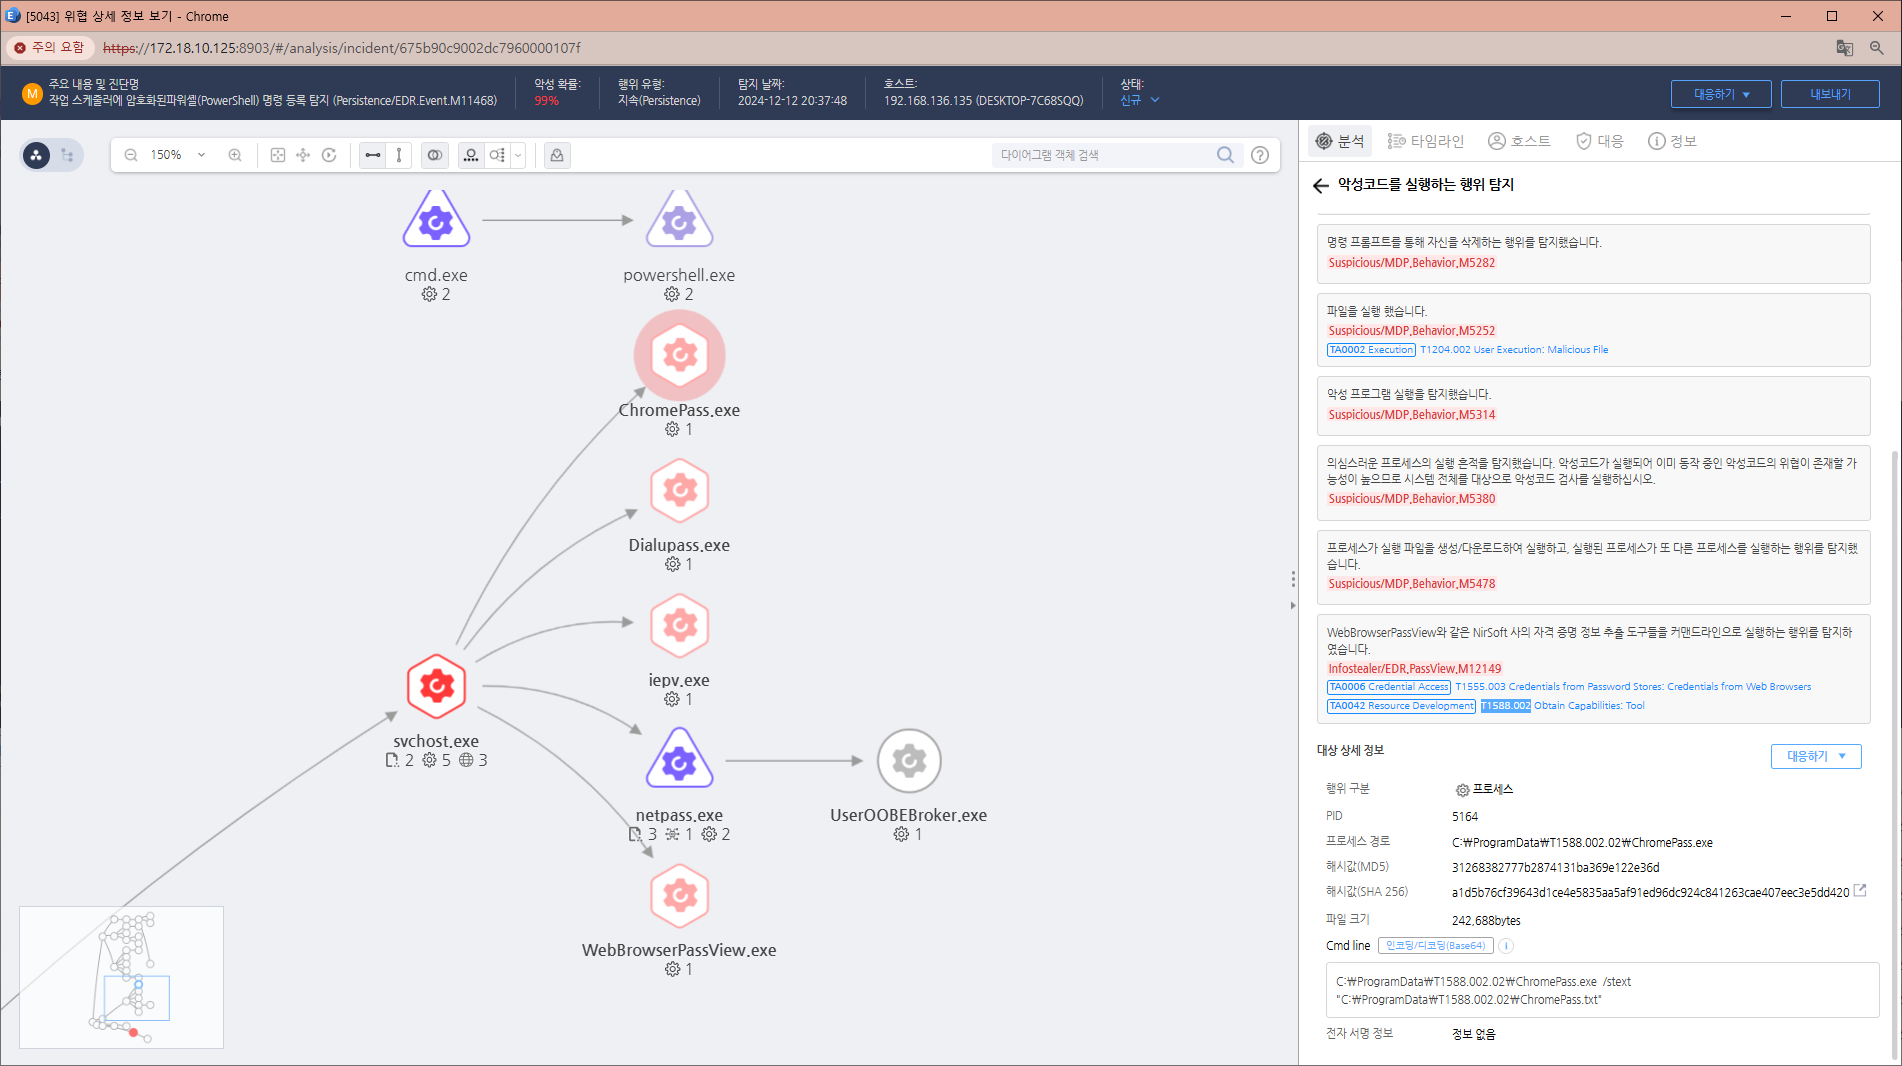 [5043] 위협 상세 정보 보기 - Chrome
주의 요함 https://172.18.10.125:8903/#/analysis/incident/675b90c9002dc7960000107f
M
주요 내용 및 진단명
작업 스케줄러에 암호화된파워셸(PowerShell) 명령 등록 탐지 (Persistence/EDR.Event.M11468)
악성 확률:
99%
행위 유형:
지속(Persistence)
탐지 날짜:
2024-12-12 20:37:48
호스트:
192.168.136.135 (DESKTOP-7C68SQQ)
상태:
신규
대응하기
내보내기
150%
다이어그램 객체 검색
cmd.exe
2
powershell.exe
2
ChromePass.exe
1
Dialupass.exe
1
iepv.exe
1
svchost.exe
2 5 3
netpass.exe
3 1 2
UserOOBEBroker.exe
1
WebBrowserPassView.exe
1
분석 타임라인 호스트 대응 정보
악성코드를 실행하는 행위 탐지
명령 프롬프트를 통해 자신을 삭제하는 행위를 탐지했습니다.
Suspicious/MDP.Behavior.M5282
파일을 실행 했습니다.
Suspicious/MDP.Behavior.M5252
TA0002 Execution T1204.002 User Execution: Malicious File
악성 프로그램 실행을 탐지했습니다.
Suspicious/MDP.Behavior.M5314
의심스러운 프로세스의 실행 흔적을 탐지했습니다. 악성코드가 실행되어 이미 동작 중인 악성코드의 위협이 존재할 가
능성이 높으므로 시스템 전체를 대상으로 악성코드 검사를 실행하십시오.
Suspicious/MDP.Behavior.M5380
프로세스가 실행 파일을 생성/다운로드하여 실행하고, 실행된 프로세스가 또 다른 프로세스를 실행하는 행위를 탐지했
습니다.
Suspicious/MDP.Behavior.M5478
WebBrowserPassView와 같은 NirSoft 사의 자격 증명 정보 추출 도구들을 커맨드라인으로 실행하는 행위를 탐지하
였습니다.
Infostealer/EDR.PassView.M12149
TA0006 Credential Access T1555.003 Credentials from Password Stores: Credentials from Web Browsers
TA0042 Resource Development T1588.002 Obtain Capabilities: Tool
대상 상세 정보
대응하기
행위 구분 프로세스
PID 5164
프로세스 경로 C:₩ProgramData₩T1588.002.02₩ChromePass.exe
해시값(MD5) 31268382777b2874131ba369e122e36d
해시값(SHA 256) a1d5b76cf39643d1ce4e5835aa5af91ed96dc924c841263cae407eec3e5dd420
파일 크기 242,688bytes
Cmd line 인코딩/디코딩(Base64)
C:₩ProgramData₩T1588.002.02₩ChromePass.exe /stext
"C:₩ProgramData₩T1588.002.02₩ChromePass.txt"
전자 서명 정보 정보 없음